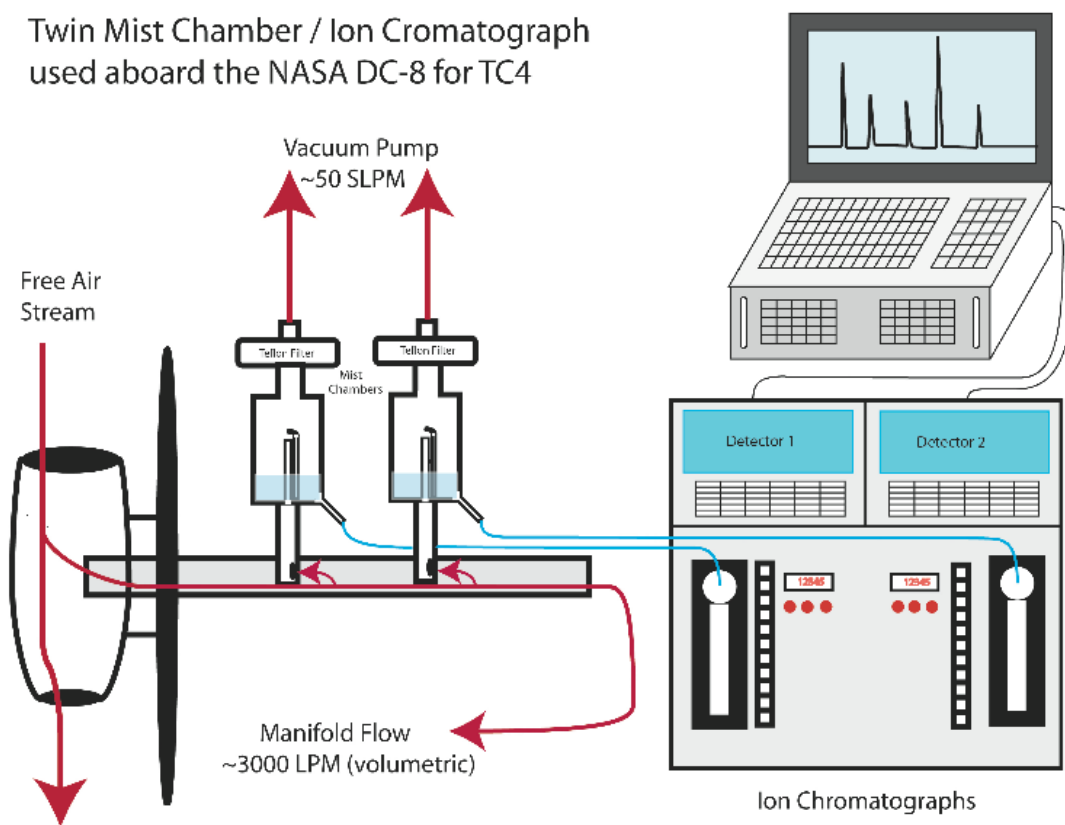 Twin Mist Chamber / Ion Cromatograph
used aboard the NASA DC-8 for TC4
Vacuum Pump
~50 SLPM
Free Air
Stream
Teflon Filter
Teflon Filter
Mist
Chambers
Detector 1
Detector 2
12345
12345
Manifold Flow
~3000 LPM (volumetric)
Ion Chromatographs